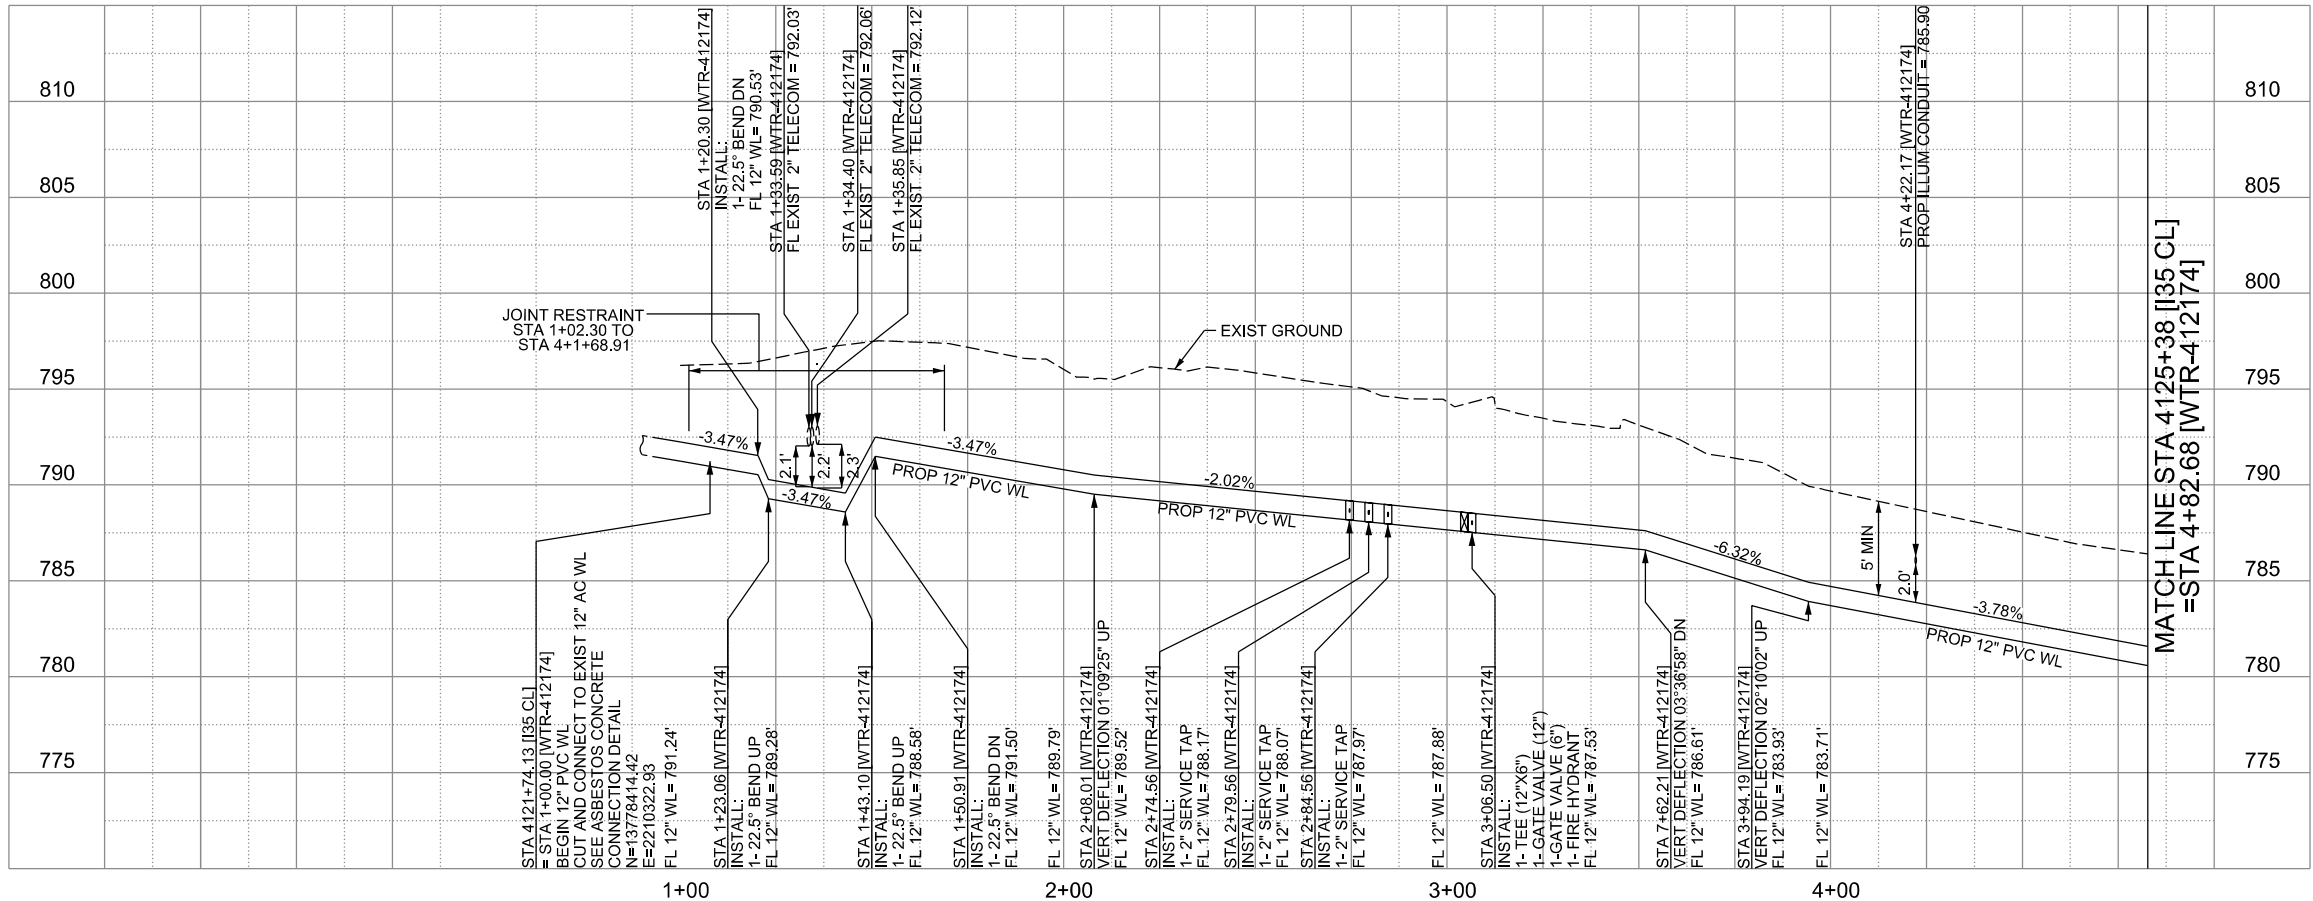 810
805
800
795
790
785
780
775
STA 1+20.30 [WTR-412174]
INSTALL:
1- 22.5° BEND DN
FL 12" WL= 790.53'
STA 1+33.59 [WTR-412174]
FL EXIST 2" TELECOM = 792.03'
STA 1+34.40 [WTR-412174]
FL EXIST 2" TELECOM = 792.06'
STA 1+35.85 [WTR-412174]
FL EXIST 2" TELECOM = 792.12'
STA 4+22.17 [WTR-412174]
PROP ILLUM CONDUIT = 785.90
JOINT RESTRAINT
STA 1+02.30 TO
STA 4+1+68.91
EXIST GROUND
-3.47%
2.1'
2.2'
2.3'
-3.47%
-3.47%
PROP 12" PVC WL
-2.02%
PROP 12" PVC WL
-6.32%
5' MIN
2.0'
-3.78%
PROP 12" PVC WL
MATCH LINE STA 4125+38 [I35 CL]
=STA 4+82.68 [WTR-412174]
STA 4121+74.13 [I35 CL]
= STA 1+00.00 [WTR-412174]
BEGIN 12" PVC WL
CUT AND CONNECT TO EXIST 12" AC WL
SEE ASBESTOS CONCRETE
CONNECTION DETAIL
N=13778414.42
E=2210322.93
FL 12" WL= 791.24'
STA 1+23.06 [WTR-412174]
INSTALL:
1- 22.5° BEND UP
FL 12" WL= 789.28'
STA 1+43.10 [WTR-412174]
INSTALL:
1- 22.5° BEND UP
FL 12" WL= 788.58'
STA 1+50.91 [WTR-412174]
INSTALL:
1- 22.5° BEND DN
FL 12" WL= 791.50'
FL 12" WL= 789.79'
STA 2+08.01 [WTR-412174]
VERT DEFLECTION 01°09'25" UP
FL 12" WL= 789.52'
STA 2+74.56 [WTR-412174]
INSTALL:
1- 2" SERVICE TAP
FL 12" WL= 788.17'
STA 2+79.56 [WTR-412174]
INSTALL:
1- 2" SERVICE TAP
FL 12" WL= 788.07'
STA 2+84.56 [WTR-412174]
INSTALL:
1- 2" SERVICE TAP
FL 12" WL= 787.97'
FL 12" WL= 787.88'
STA 3+06.50 [WTR-412174]
INSTALL:
1- TEE (12"X6")
1-GATE VALVE (12")
1-GATE VALVE (6")
1- FIRE HYDRANT
FL 12" WL= 787.53'
STA 7+62.21 [WTR-412174]
VERT DEFLECTION 03°36'58" DN
FL 12" WL= 786.61'
STA 3+94.19 [WTR-412174]
VERT DEFLECTION 02°10'02" UP
FL 12" WL= 783.93'
FL 12" WL= 783.71'
810
805
800
795
790
785
780
775
1+00
2+00
3+00
4+00